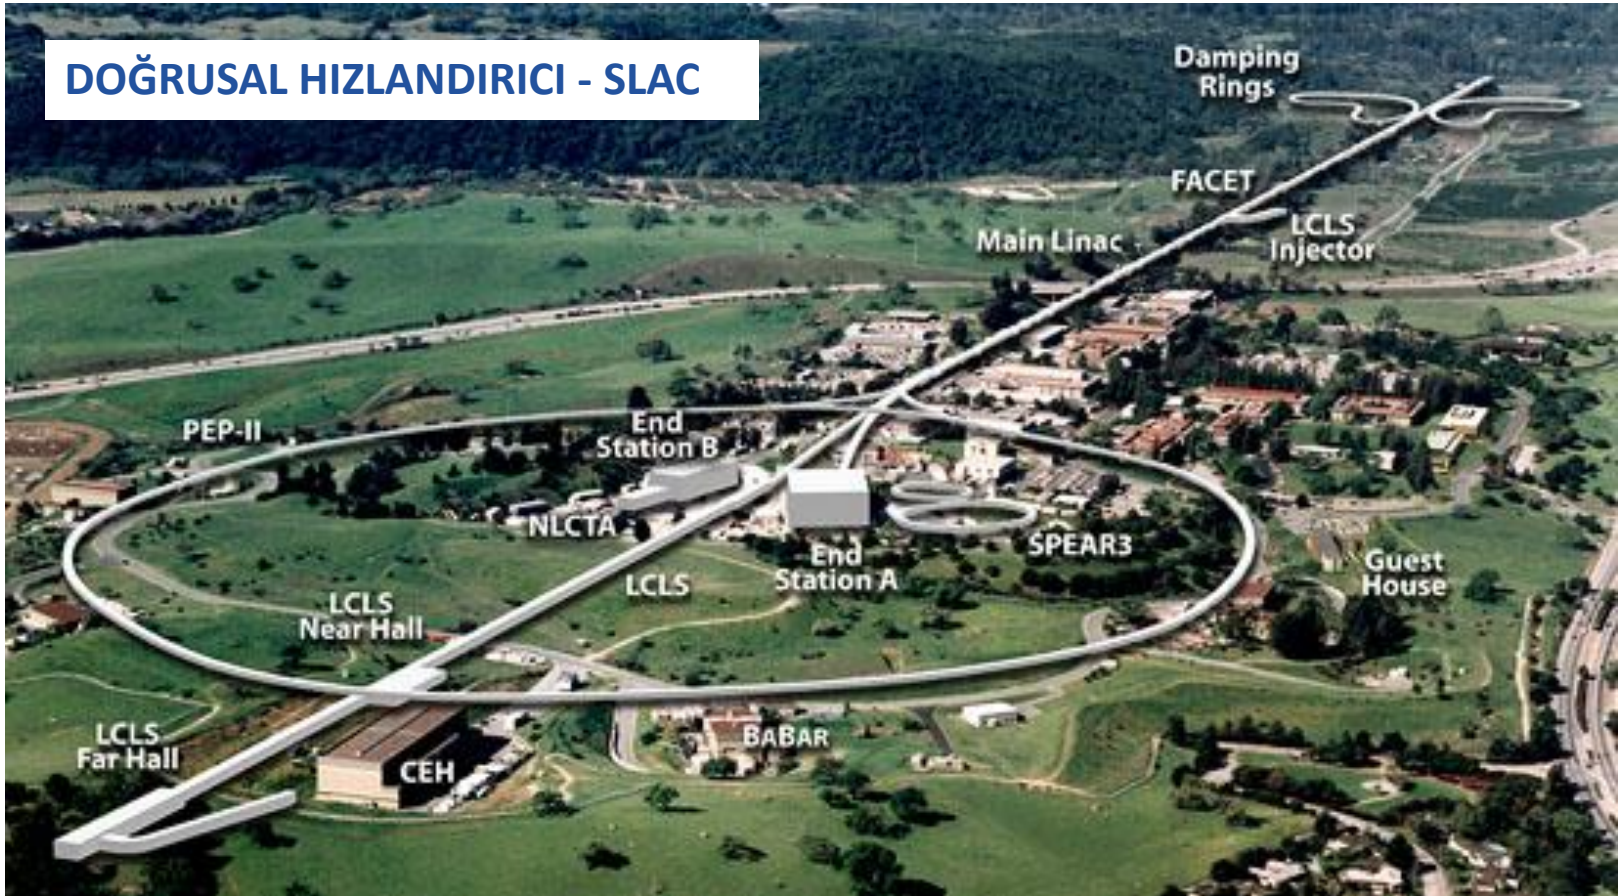 DOĞRUSAL HIZLANDIRICI - SLAC
Damping
Rings
FACET
LCLS
Injector
Main Linac
PEP-II
End
Station B
NLCTA
SPEAR3
End
Station A
LCLS
Guest
House
LCLS
Near Hall
LCLS
Far Hall
CEH
BABAR